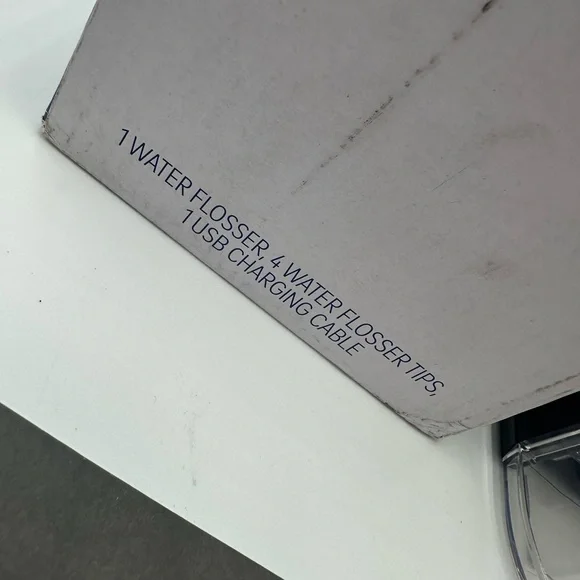 1 WATER FLOSSER, 4 WATER FLOSSER TIPS,
1 USB CHARGING CABLE